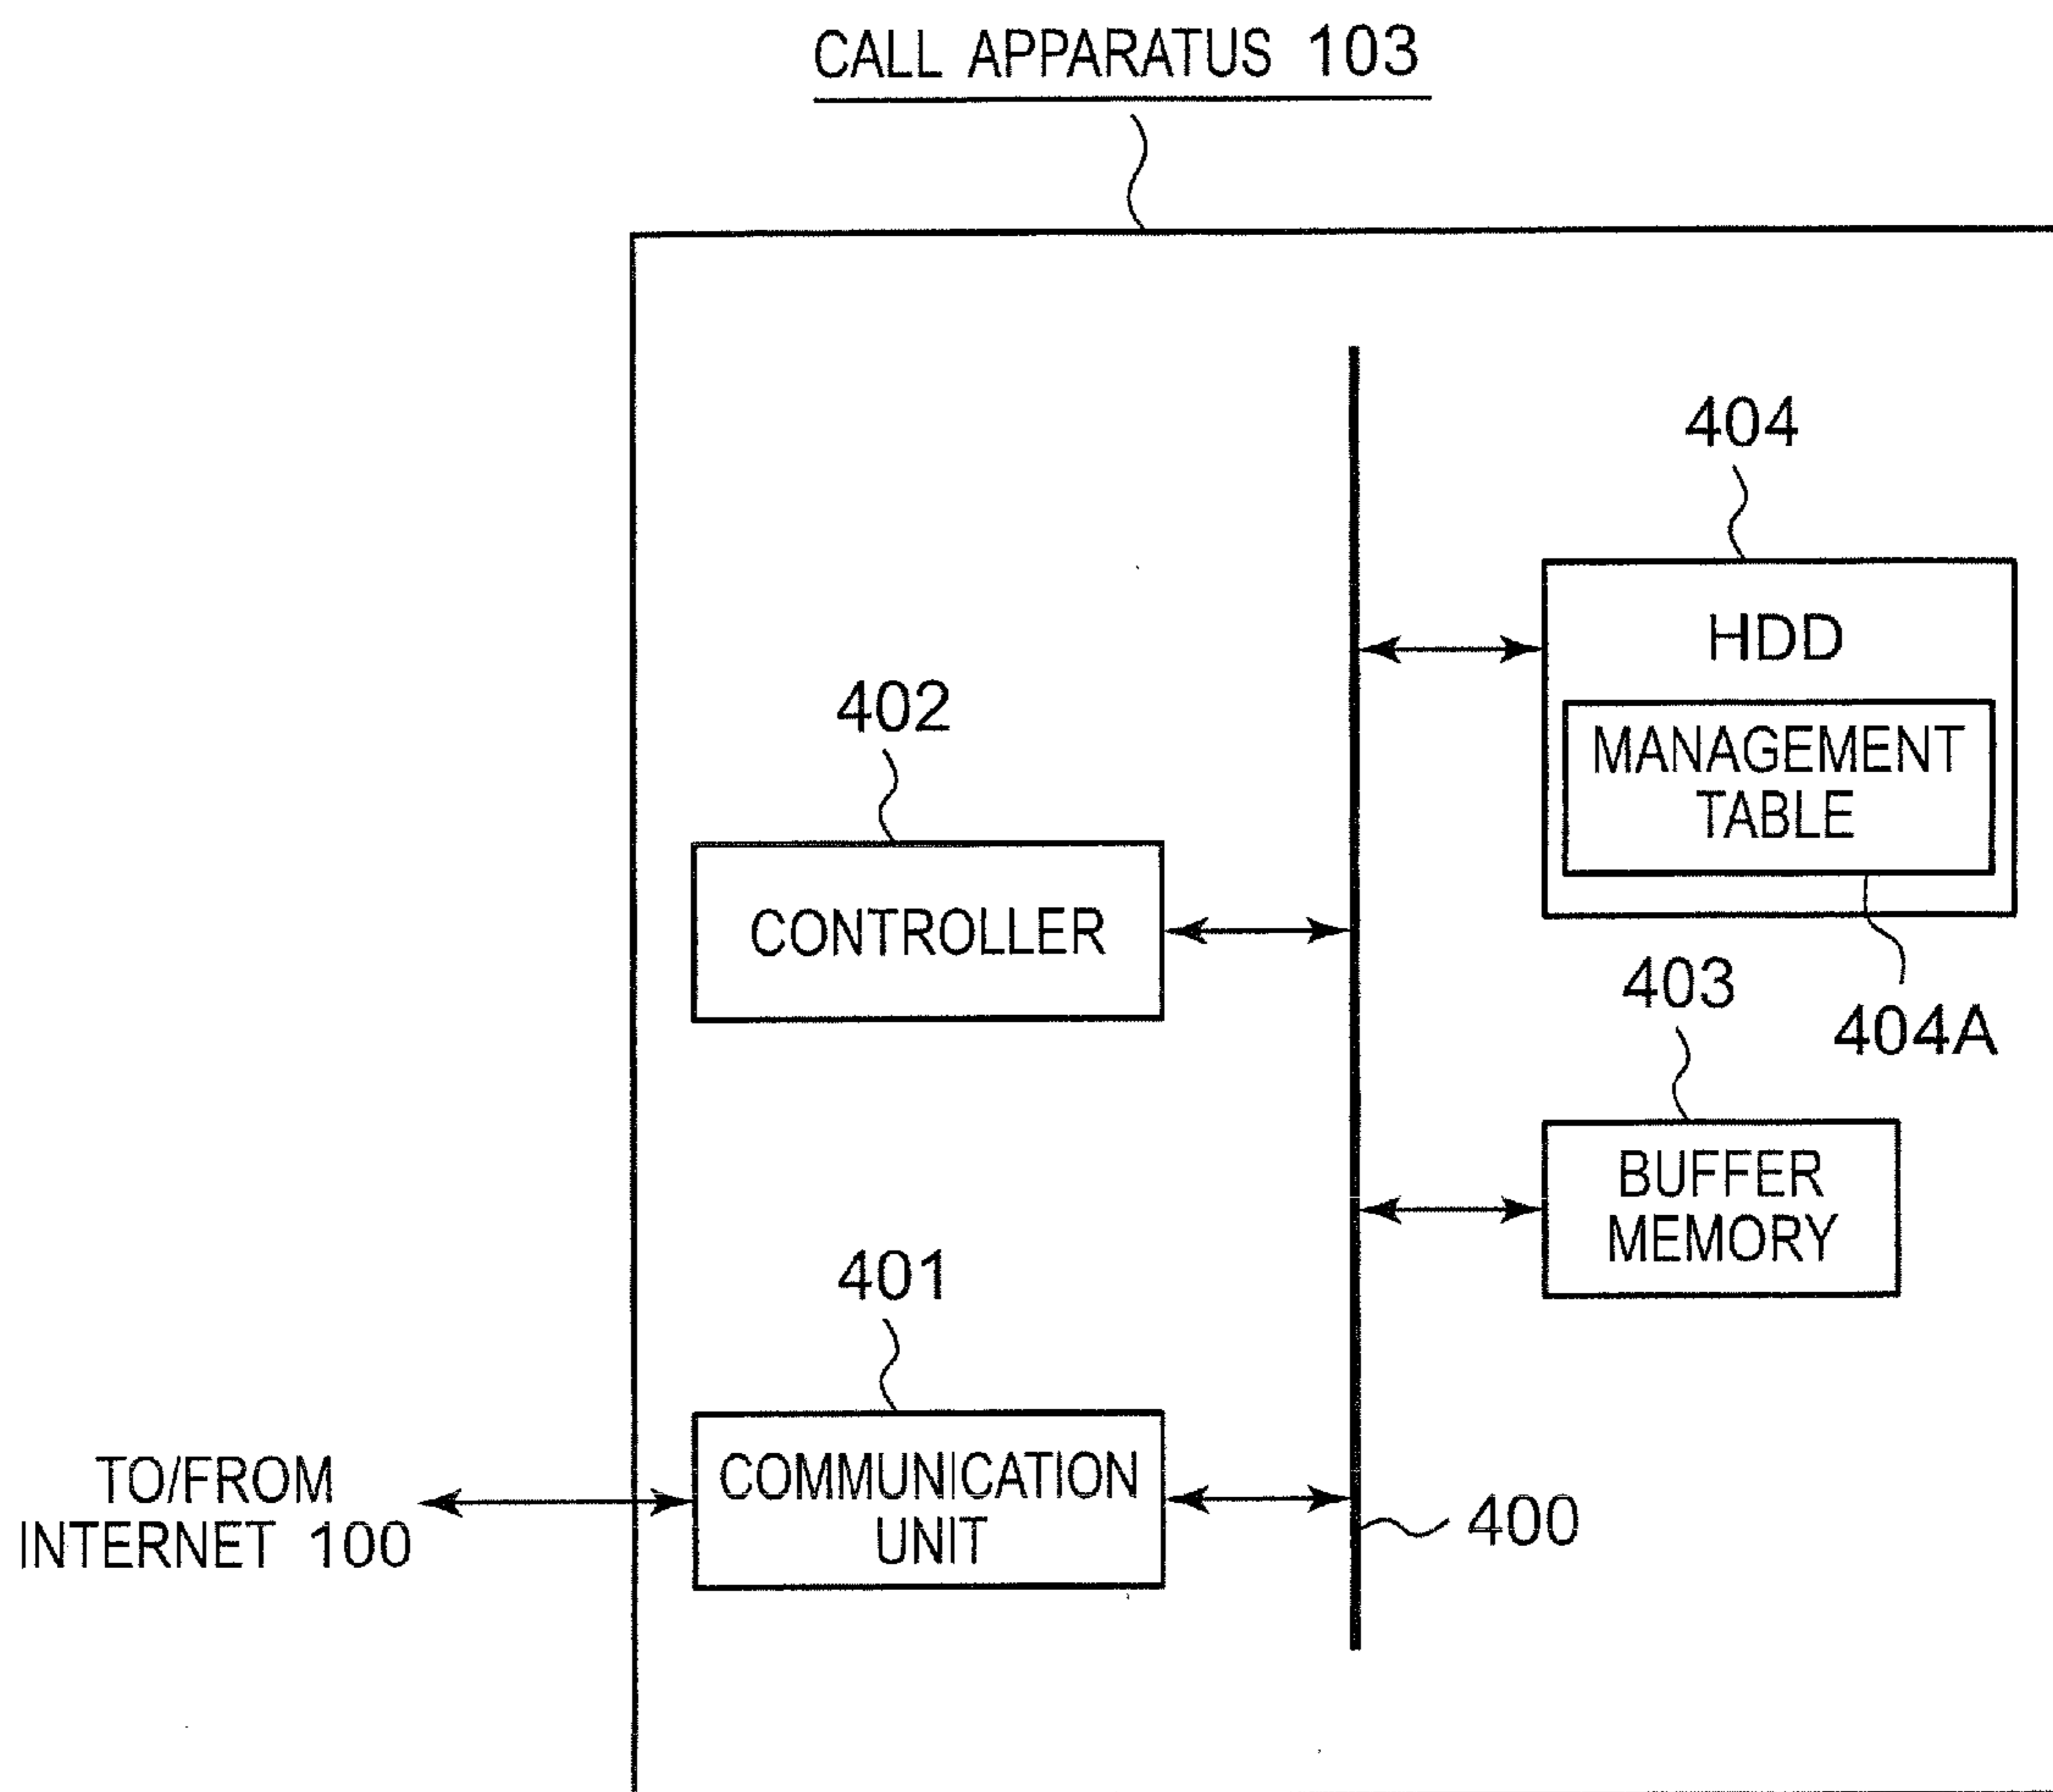 CALL APPARATUS 103
404
HDD
MANAGEMENT
TABLE
404A
402
CONTROLLER
403
BUFFER
MEMORY
401
COMMUNICATION
UNIT
TO/FROM
INTERNET 100
400